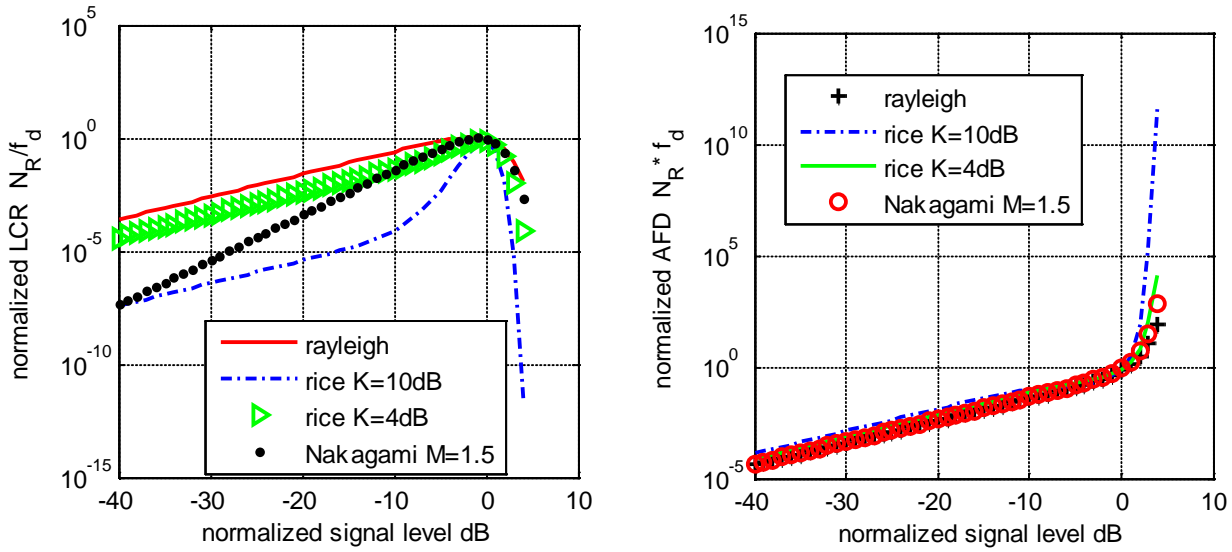 10^5
10^0
10^-5
10^-10
10^-15
normalized LCR N_R/f_d
rayleigh
rice K=10dB
rice K=4dB
Nakagami M=1.5
-40 -30 -20 -10 0 10
normalized signal level dB
10^15
10^10
10^5
10^0
10^-5
normalized AFD N_R* f_d
rayleigh
rice K=10dB
rice K=4dB
Nakagami M=1.5
-40 -30 -20 -10 0 10
normalized signal level dB